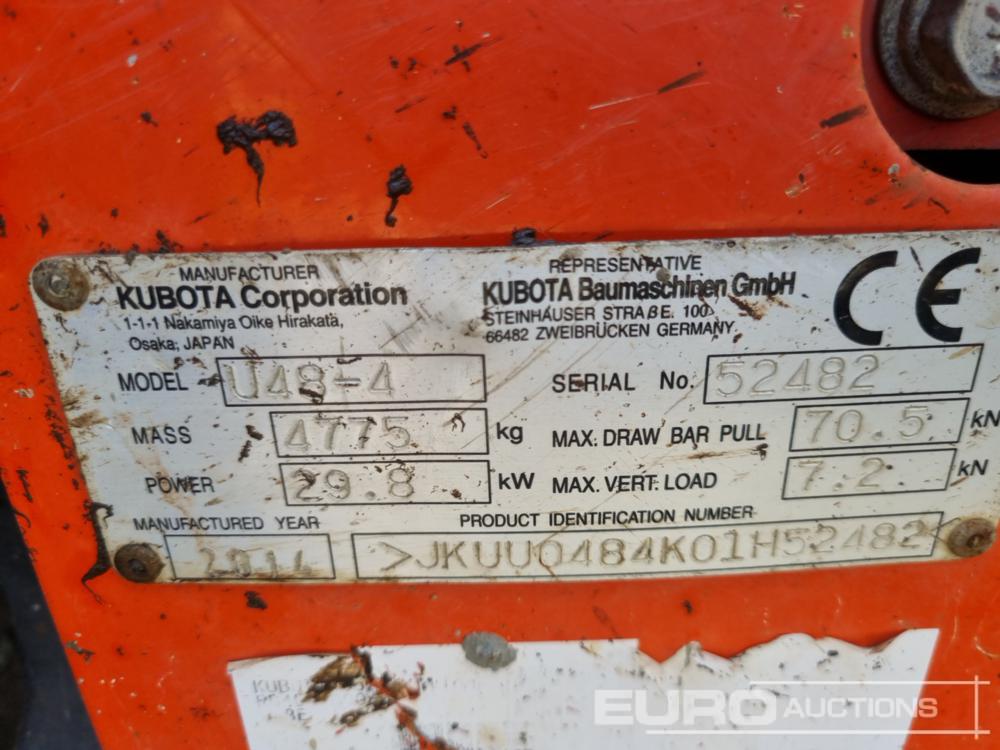 MANUFACTURER
KUBOTA Corporation
1-1-1 Nakamiya Oike Hirakata,
Osaka, JAPAN
REPRESENTATIVE
KUBOTA Baumaschinen GmbH
STEINHÄUSER STRAßE. 100
66482 ZWEIBRÜCKEN GERMANY
CE
MODEL U48-4
SERIAL No. 52482
MASS 4775 kg
MAX. DRAW BAR PULL 70.5 kN
POWER 29.8 kW
MAX. VERT. LOAD 7.2 kN
MANUFACTURED YEAR
PRODUCT IDENTIFICATION NUMBER
>JKUU0484K01H52482<
EURO AUCTIONS